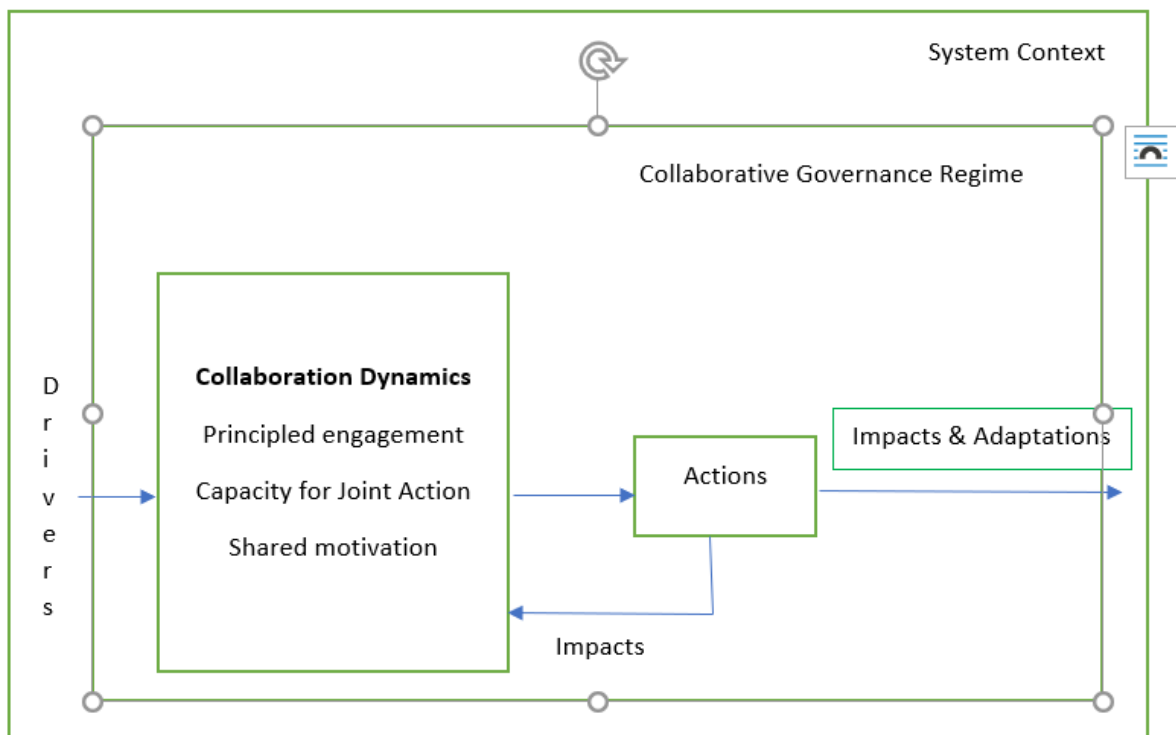 System Context
Collaborative Governance Regime
Collaboration Dynamics
Principled engagement
Capacity for Joint Action
Shared motivation
Drivers
Actions
Impacts & Adaptations
Impacts